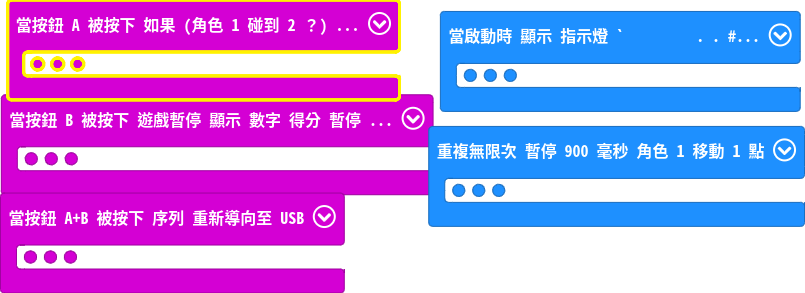 當按鈕 A 被按下 如果 (角色 1 碰到 2 ?) ...
當啟動時 顯示 指示燈 ` . . #...
當按鈕 B 被按下 遊戲暫停 顯示 數字 得分 暫停 ...
重複無限次 暫停 900 毫秒 角色 1 移動 1 點
當按鈕 A+B 被按下 序列 重新導向至 USB